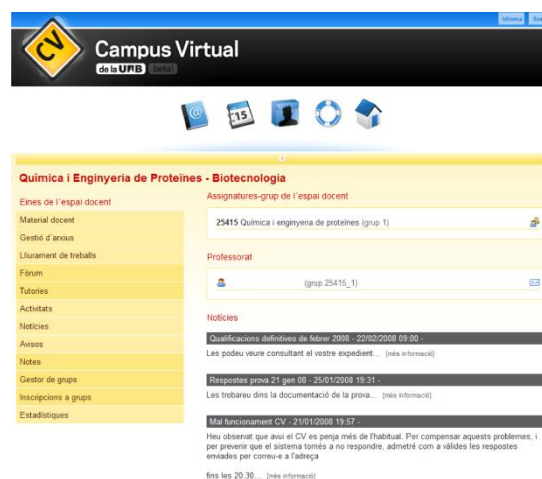 Idioma
CV
Campus Virtual
de la UAB beta!
@
15
Química i Enginyeria de Proteïnes - Biotecnologia
Eines de l'espai docent
Material docent
Gestió d'arxius
Lliurament de treballs
Fòrum
Tutories
Activitats
Notícies
Avisos
Notes
Gestor de grups
Inscripcions a grups
Estadístiques
Assignatures-grup de l'espai docent
25415 Química i enginyeria de proteïnes (grup 1)
Professorat
(grup 25415_1)
Notícies
Qualificacions definitives de febrer 2008 - 22/02/2008 09:00 -
Les podeu veure consultant el vostre expedient... [més informació]
Respostes prova 21 gen 08 - 25/01/2008 19:31 -
Les trobareu dins la documentació de la prova... [més informació]
Mal funcionament CV - 21/01/2008 19:57 -
Heu observat que avui el CV es penja més de l'habitual. Per compensar aquests problemes, i
per prevenir que el sistema tornés a no respondre, admetré com a vàlides les respostes
enviades per correu-e a l'adreça
fins les 20.30... [més informació]